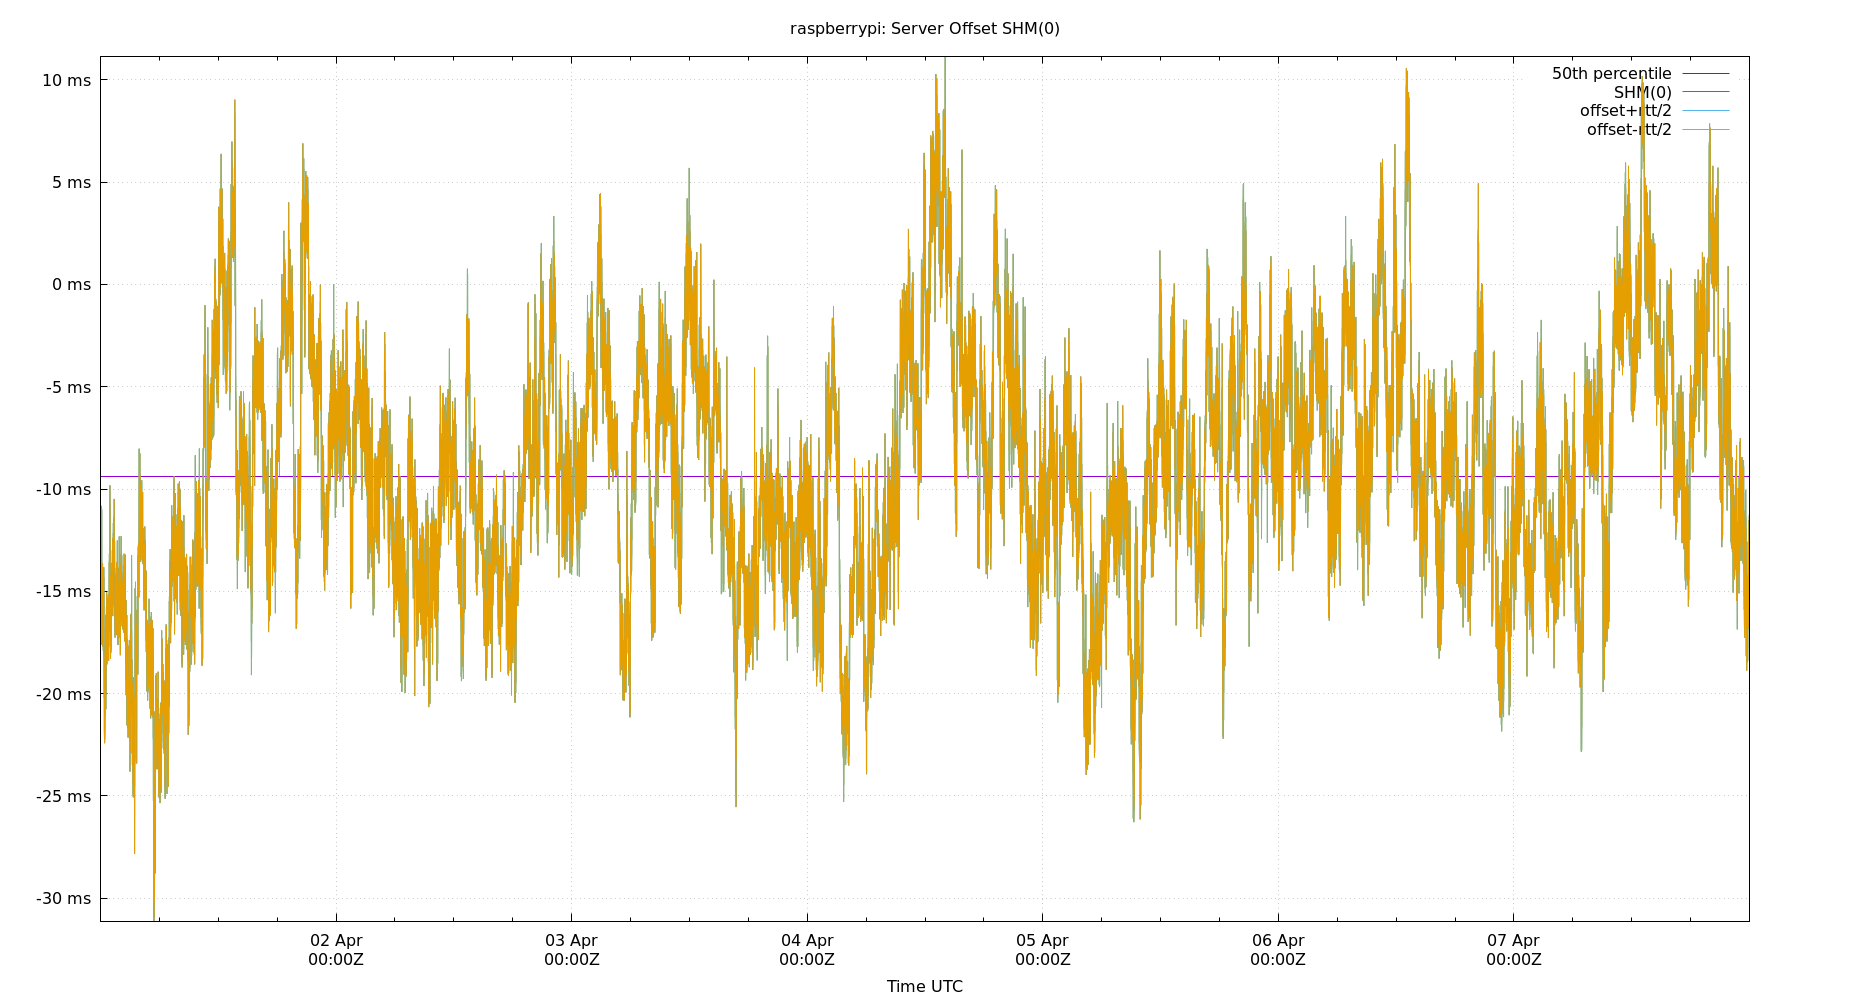 raspberrypi: Server Offset SHM(0)
10 ms
5 ms
0 ms
-5 ms
-10 ms
-15 ms
-20 ms
-25 ms
-30 ms
50th percentile
SHM(0)
offset+rtt/2
offset-rtt/2
02 Apr
00:00Z
03 Apr
00:00Z
04 Apr
00:00Z
05 Apr
00:00Z
06 Apr
00:00Z
07 Apr
00:00Z
Time UTC